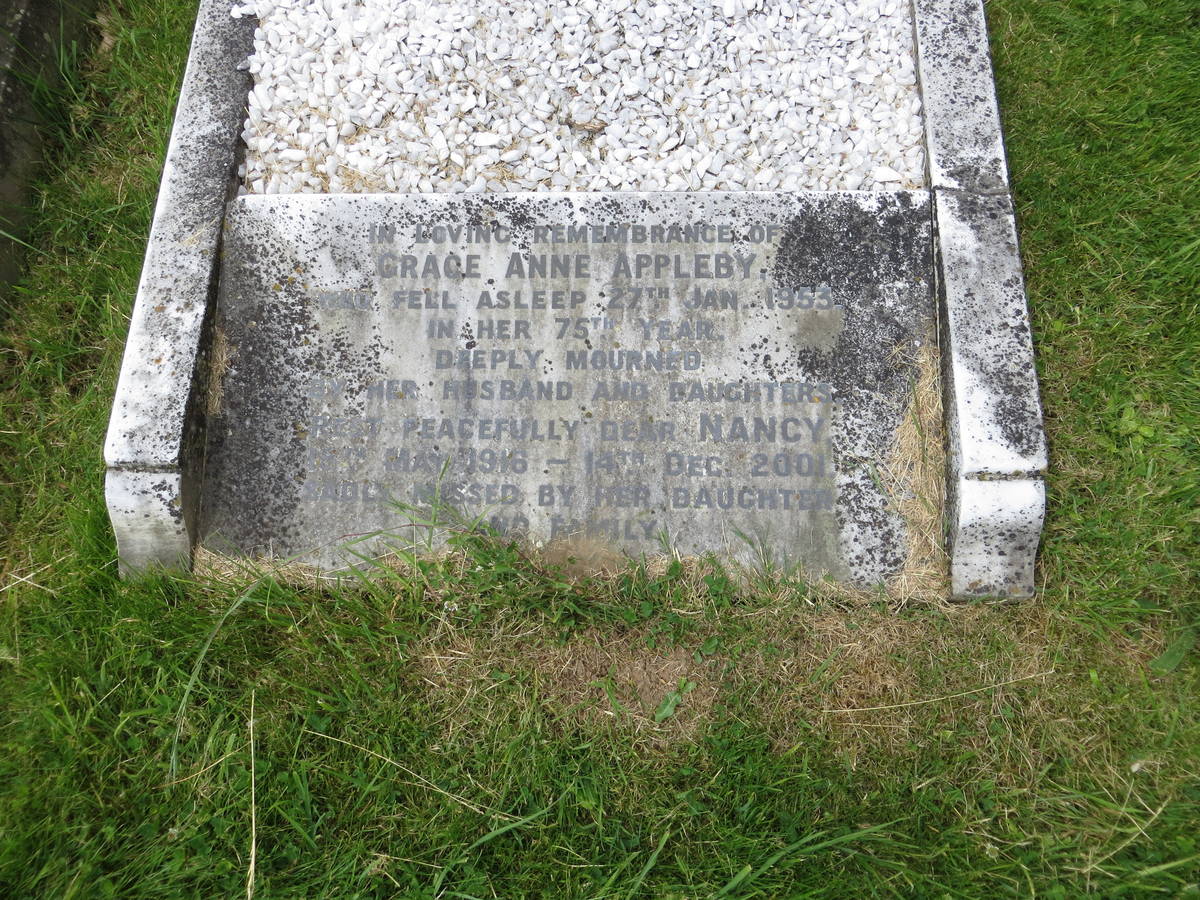 IN LOVING REMEMBRANCE OF
GRACE ANNE APPLEBY.
WHO FELL ASLEEP 27TH JAN. 1953
IN HER 75TH YEAR.
DEEPLY MOURNED
BY HER HUSBAND AND DAUGHTERS
REST PEACEFULLY DEAR NANCY,
MAY 1916 – 14TH DEC. 2001
SADLY MISSED BY HER DAUGHTER
AND FAMILY